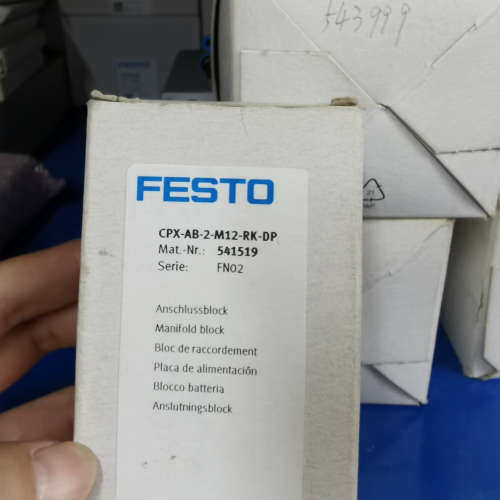 543999
FESTO
CPX-AB-2-M12-RK-DP
Mat.-Nr.: 541519
Serie: FN02
Anschlussblock
Manifold block
Bloc de raccordement
Placa de alimentación
Blocco batteria
Anslutningsblock